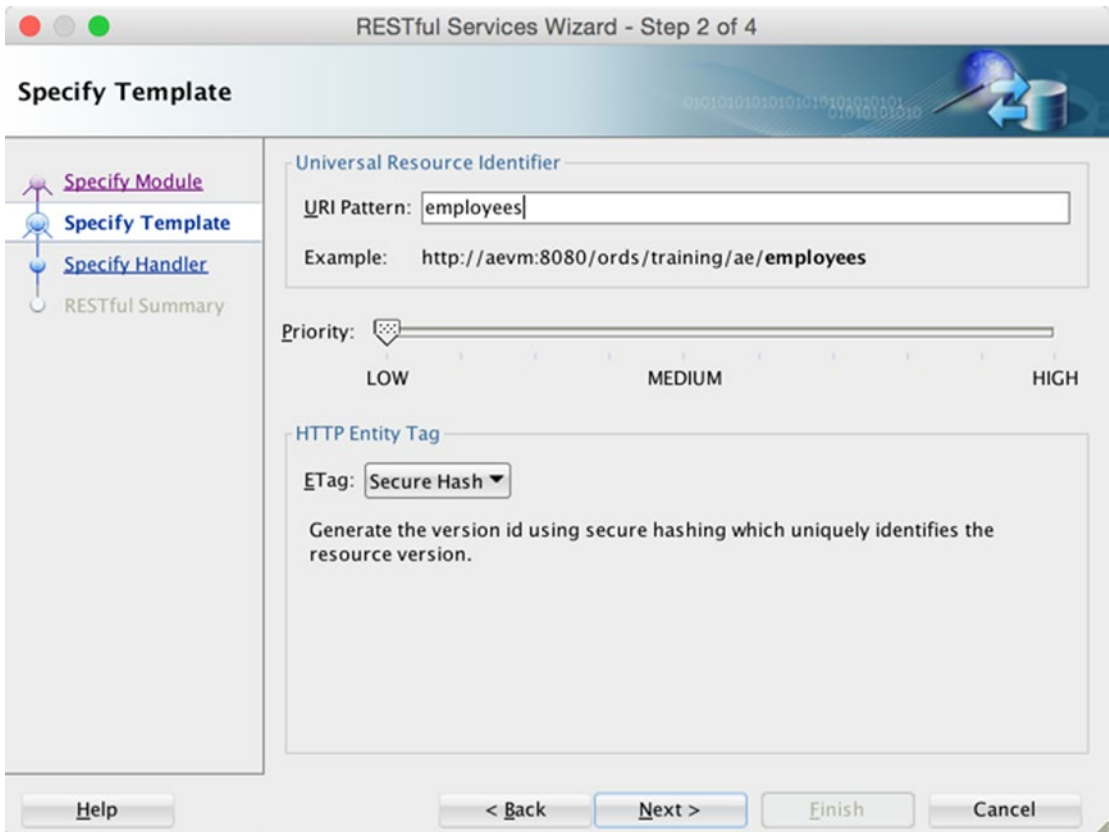 RESTful Services Wizard - Step 2 of 4
Specify Template
01010101010101010101010101
01010101010
Specify Module
Specify Template
Specify Handler
RESTful Summary
Universal Resource Identifier
URI Pattern: employees
Example: http://aevm:8080/ords/training/ae/employees
Priority:
LOW MEDIUM HIGH
HTTP Entity Tag
ETag: Secure Hash
Generate the version id using secure hashing which uniquely identifies the
resource version.
Help < Back Next > Finish Cancel